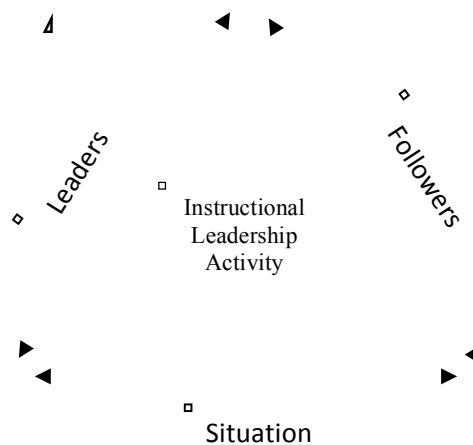 Leaders
Followers
Instructional
Leadership
Activity
Situation